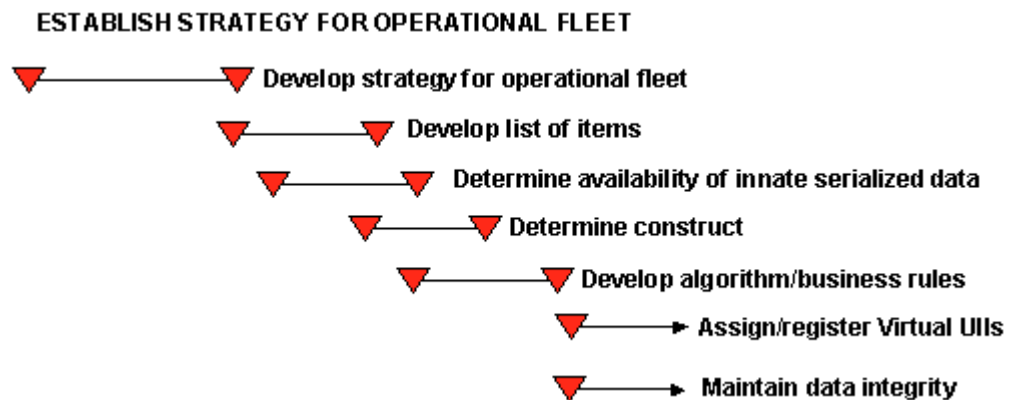 ESTABLISH STRATEGY FOR OPERATIONAL FLEET
Develop strategy for operational fleet
Develop list of items
Determine availability of innate serialized data
Determine construct
Develop algorithm/business rules
Assign/register Virtual UIIs
Maintain data integrity